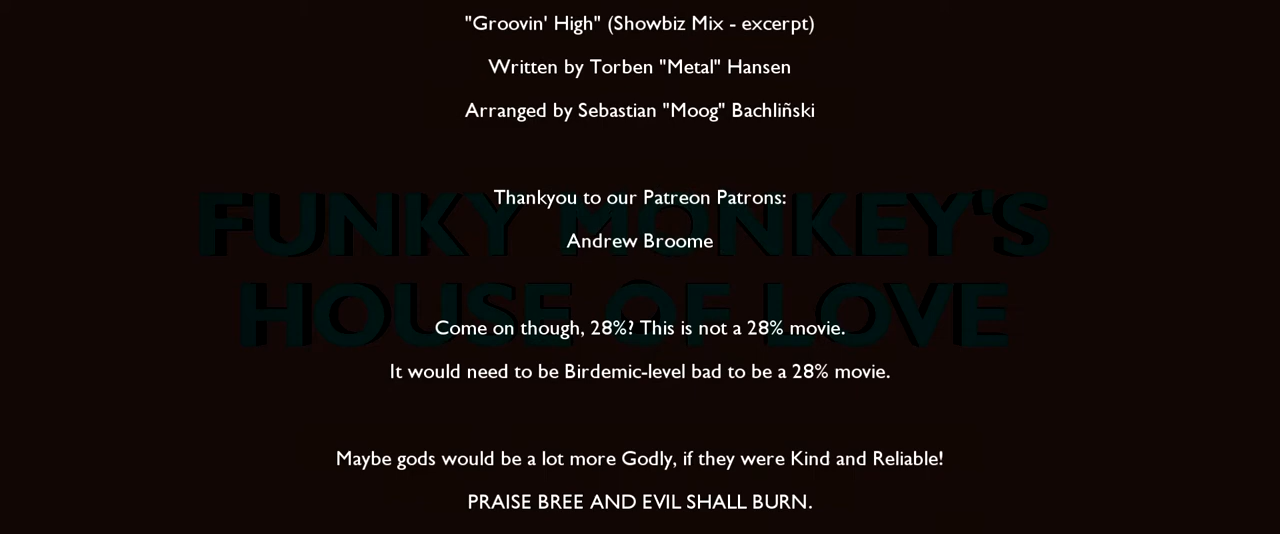 "Groovin' High" (Showbiz Mix - excerpt)
Written by Torben "Metal" Hansen
Arranged by Sebastian "Moog" Bachliñski
Thankyou to our Patreon Patrons:
Andrew Broome
FUNKY MONKEY'S
HOUSE OF LOVE
Come on though, 28%? This is not a 28% movie.
It would need to be Birdemic-level bad to be a 28% movie.
Maybe gods would be a lot more Godly, if they were Kind and Reliable!
PRAISE BREE AND EVIL SHALL BURN.